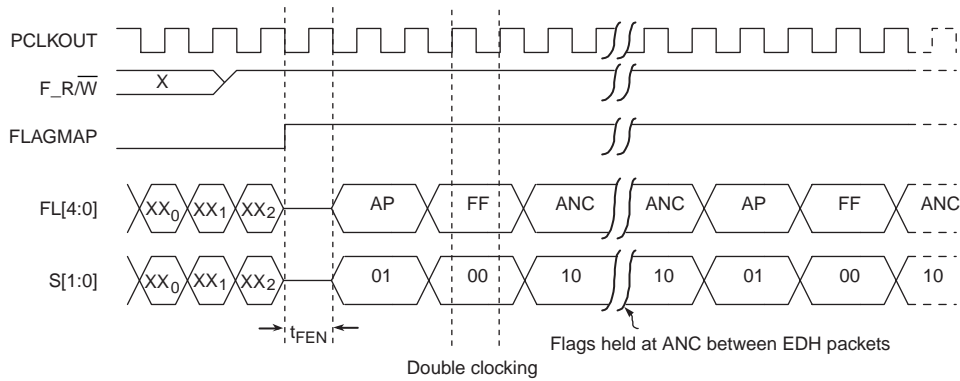 PCLKOUT
F_R/W̅ X
FLAGMAP
FL[4:0] XX₀ XX₁ XX₂ AP FF ANC ANC AP FF ANC
S[1:0] XX₀ XX₁ XX₂ 01 00 10 10 01 00 10
tFEN
Flags held at ANC between EDH packets
Double clocking